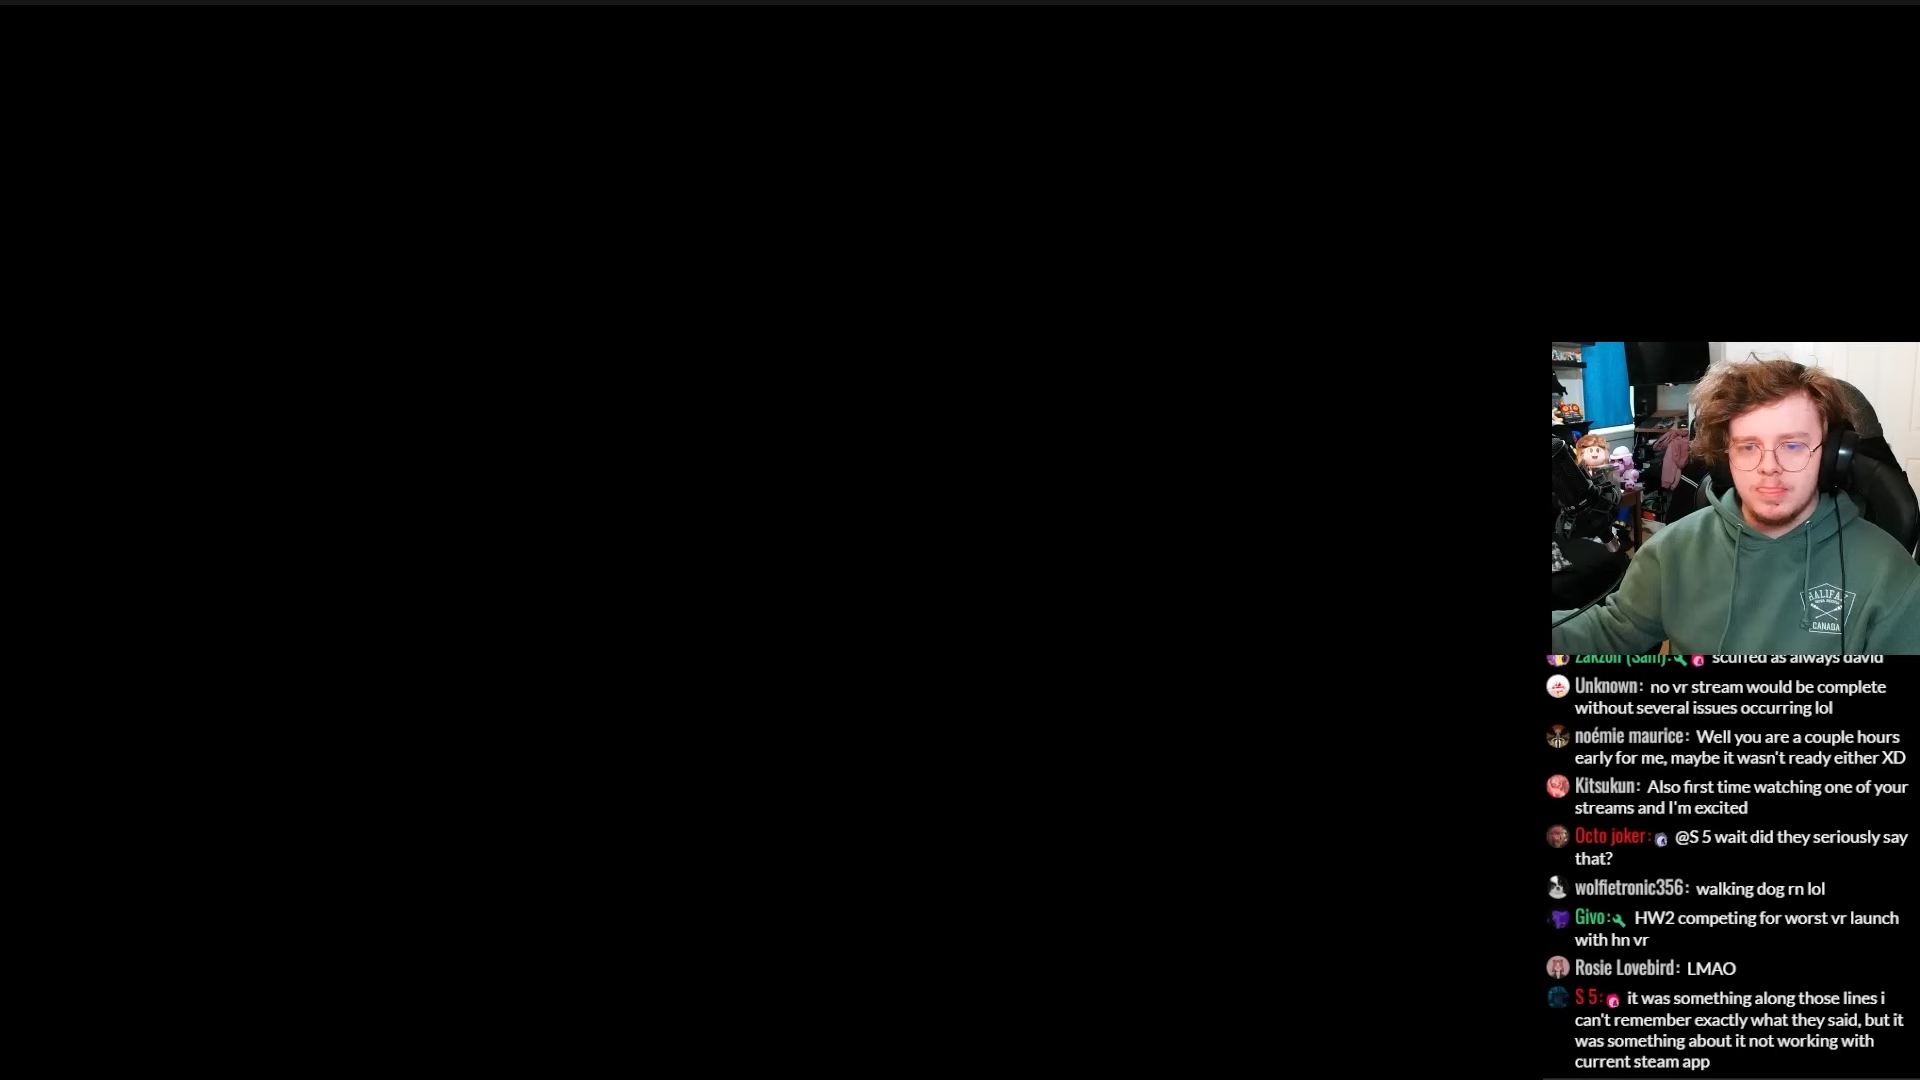 HALIFAX
CANADA
Zakzon (Sam): scuffed as always david
Unknown: no vr stream would be complete
without several issues occurring lol
noémie maurice: Well you are a couple hours
early for me, maybe it wasn't ready either XD
Kitsukun: Also first time watching one of your
streams and I'm excited
Octo joker: @S 5 wait did they seriously say
that?
wolfietronic356: walking dog rn lol
Givo: HW2 competing for worst vr launch
with hn vr
Rosie Lovebird: LMAO
S 5: it was something along those lines i
can't remember exactly what they said, but it
was something about it not working with
current steam app